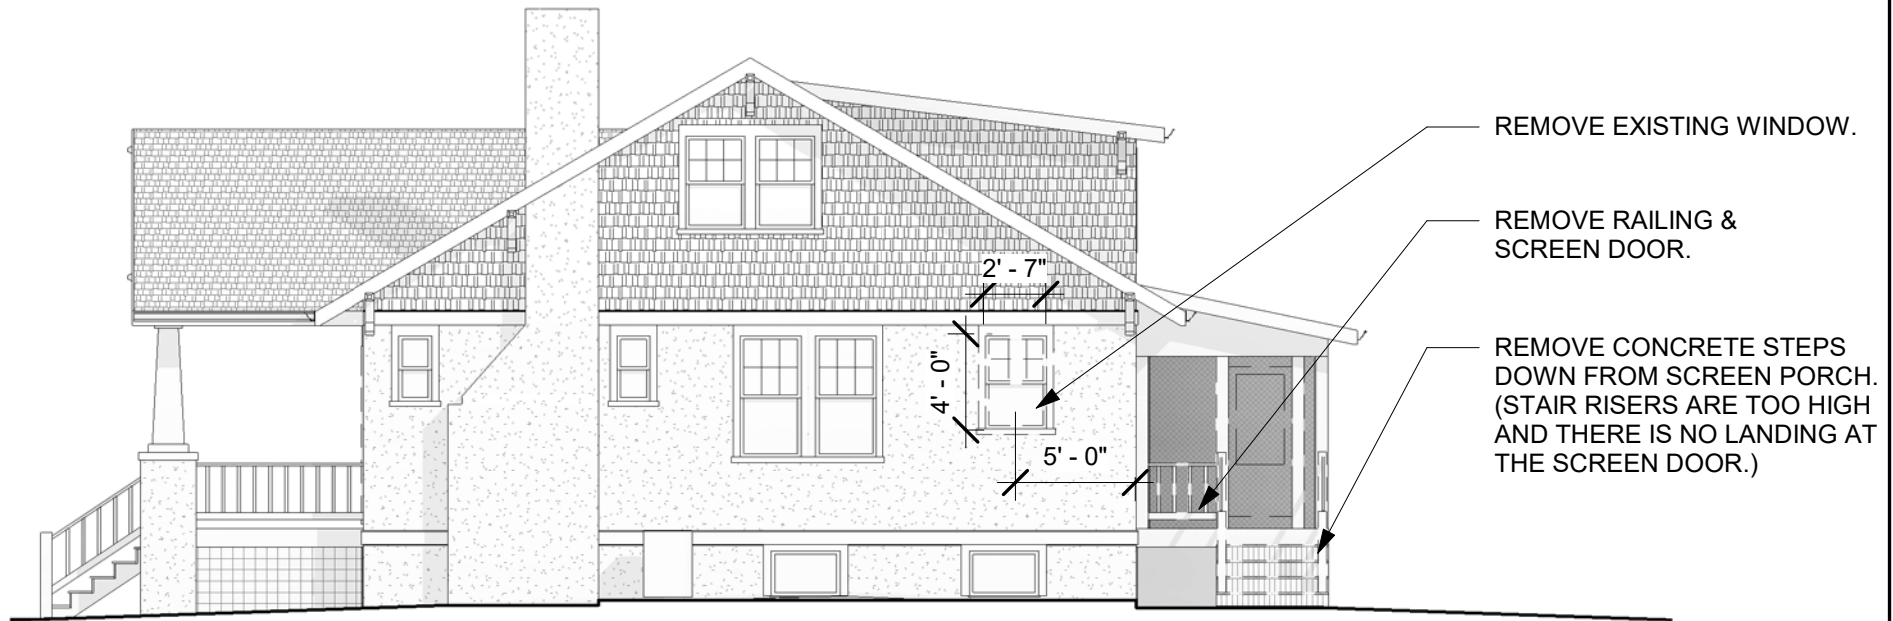 REMOVE EXISTING WINDOW.
REMOVE RAILING &
SCREEN DOOR.
2' - 7"
4' - 0"
REMOVE CONCRETE STEPS
DOWN FROM SCREEN PORCH.
(STAIR RISERS ARE TOO HIGH
AND THERE IS NO LANDING AT
THE SCREEN DOOR.)
5' - 0"